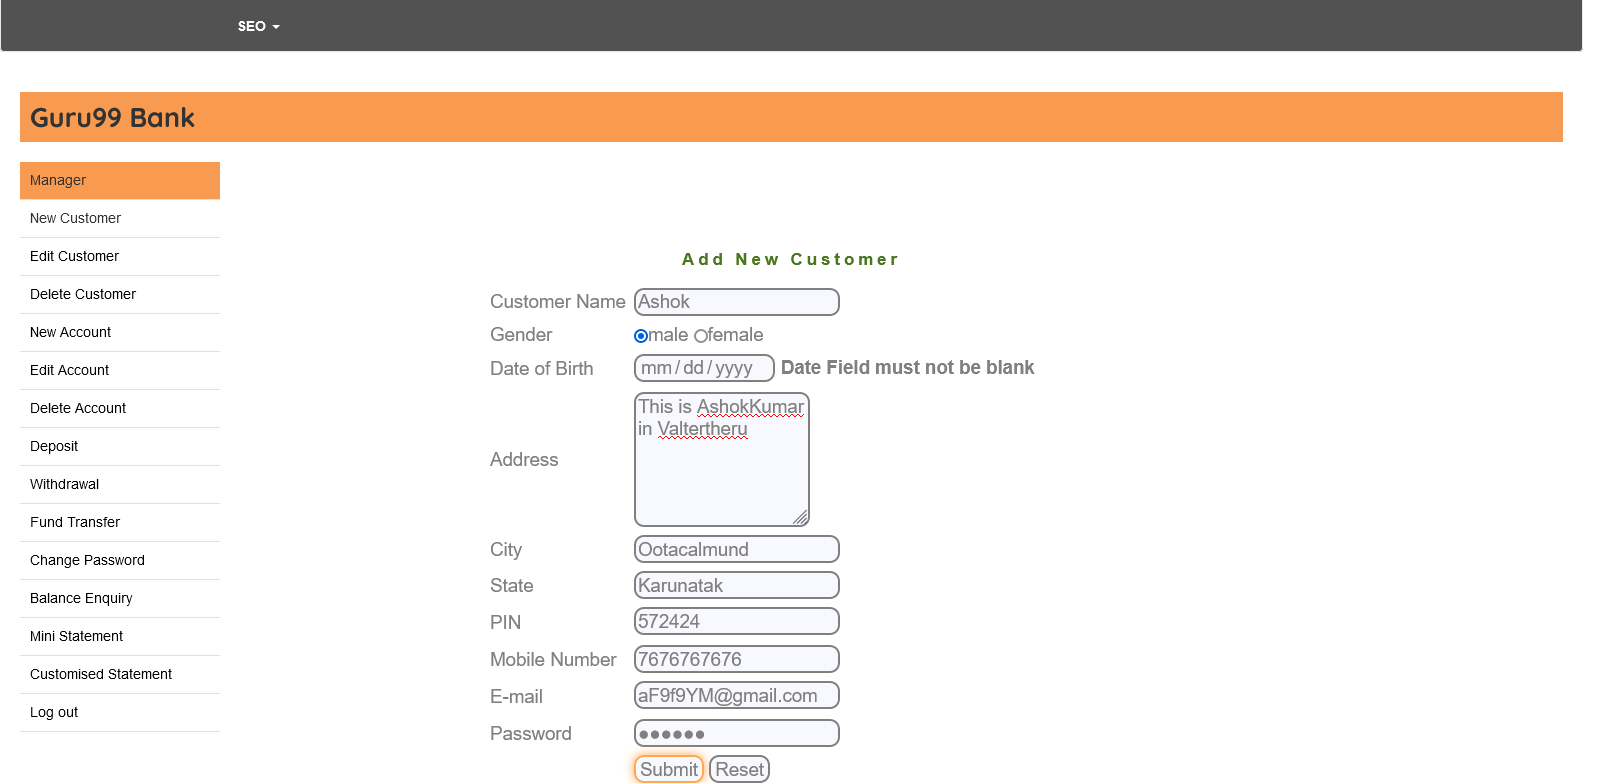 SEO
Guru99 Bank
Manager
New Customer
Edit Customer
Delete Customer
New Account
Edit Account
Delete Account
Deposit
Withdrawal
Fund Transfer
Change Password
Balance Enquiry
Mini Statement
Customised Statement
Log out
Add New Customer
Customer Name Ashok
Gender male female
Date of Birth mm/dd/yyyy Date Field must not be blank
Address This is AshokKumar
in Valtertheru
City Ootacalmund
State Karunatak
PIN 572424
Mobile Number 7676767676
E-mail aF9f9YM@gmail.com
Password ●●●●●●
Submit Reset